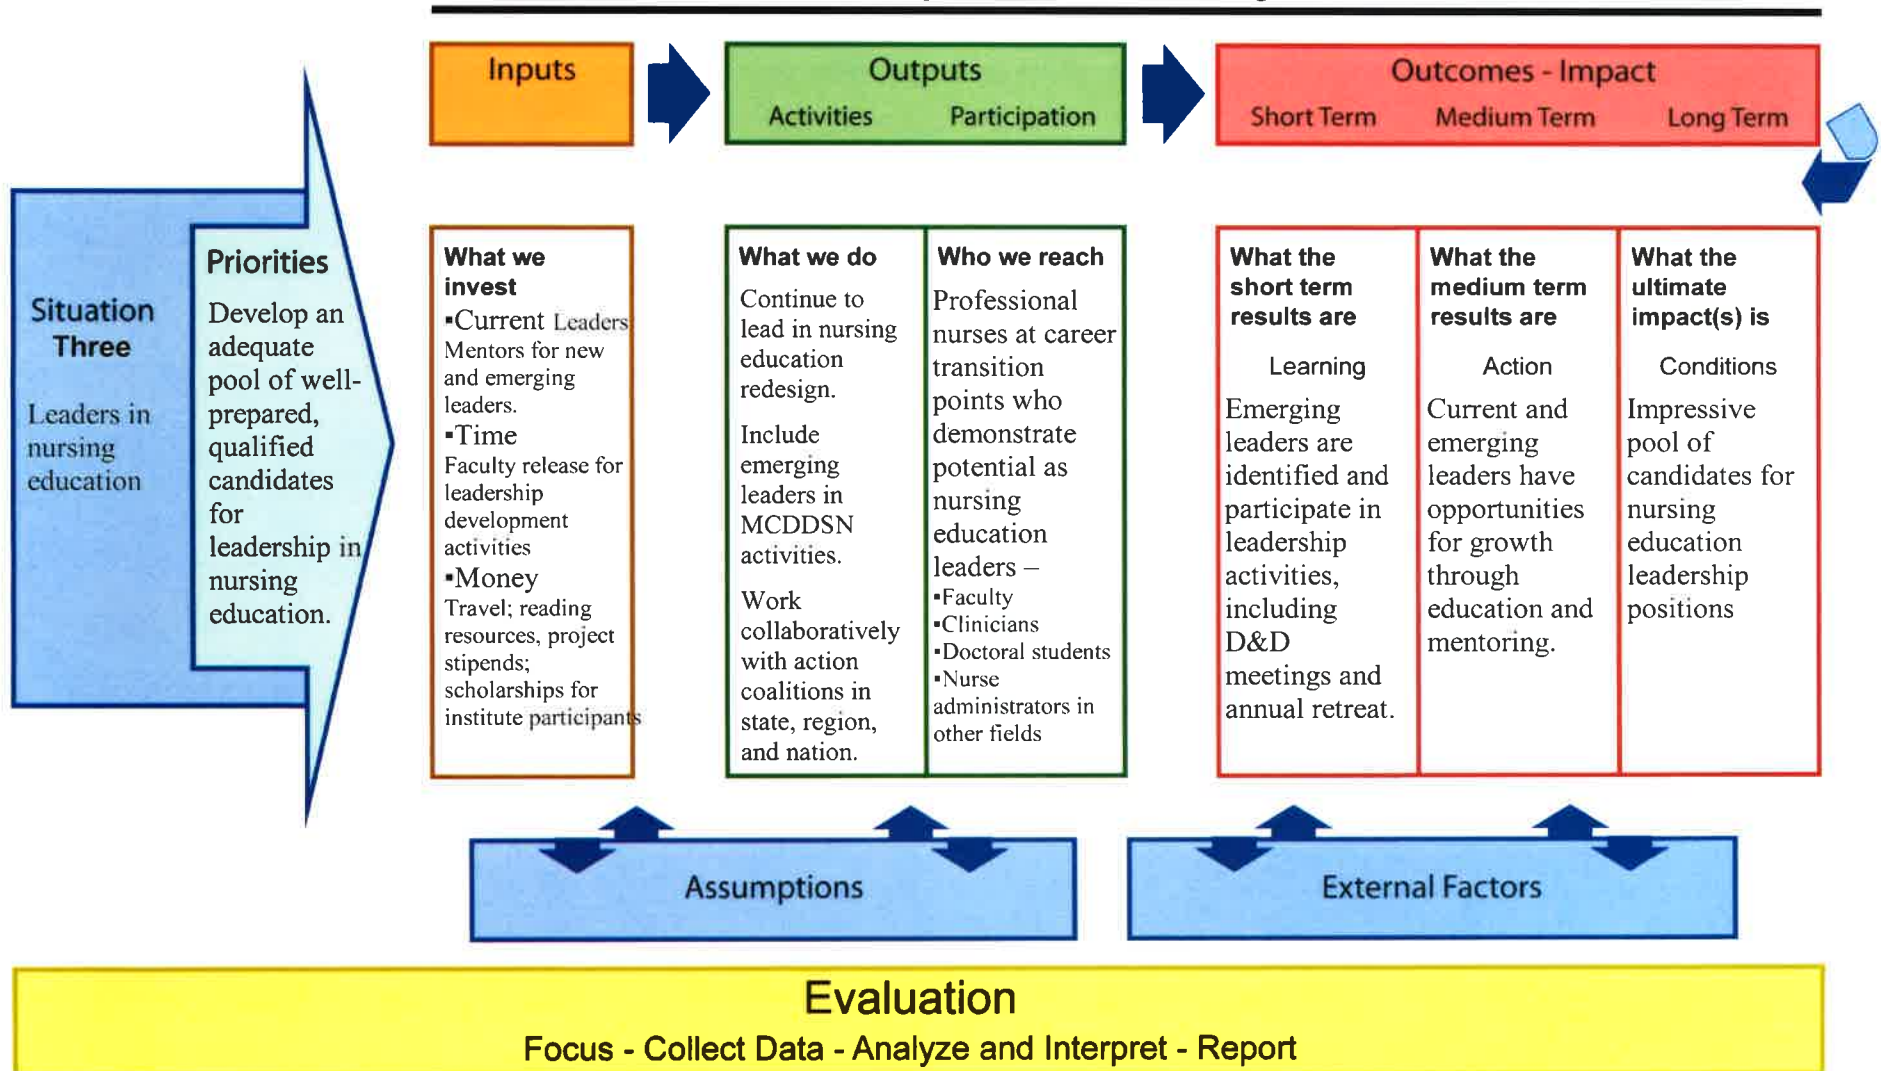 Inputs
Outputs
Activities Participation
Outcomes - Impact
Short Term Medium Term Long Term
Situation
Three
Leaders in
nursing
education
Priorities
Develop an
adequate
pool of well-
prepared,
qualified
candidates
for
leadership in
nursing
education.
What we
invest
▪Current Leaders
Mentors for new
and emerging
leaders.
▪Time
Faculty release for
leadership
development
activities
▪Money
Travel; reading
resources, project
stipends;
scholarships for
institute participants
What we do
Continue to
lead in nursing
education
redesign.
Include
emerging
leaders in
MCDDSN
activities.
Work
collaboratively
with action
coalitions in
state, region,
and nation.
Who we reach
Professional
nurses at career
transition
points who
demonstrate
potential as
nursing
education
leaders –
▪Faculty
▪Clinicians
▪Doctoral students
▪Nurse
administrators in
other fields
What the
short term
results are
Learning
Emerging
leaders are
identified and
participate in
leadership
activities,
including
D&D
meetings and
annual retreat.
What the
medium term
results are
Action
Current and
emerging
leaders have
opportunities
for growth
through
education and
mentoring.
What the
ultimate
impact(s) is
Conditions
Impressive
pool of
candidates for
nursing
education
leadership
positions
Assumptions
External Factors
Evaluation
Focus - Collect Data - Analyze and Interpret - Report